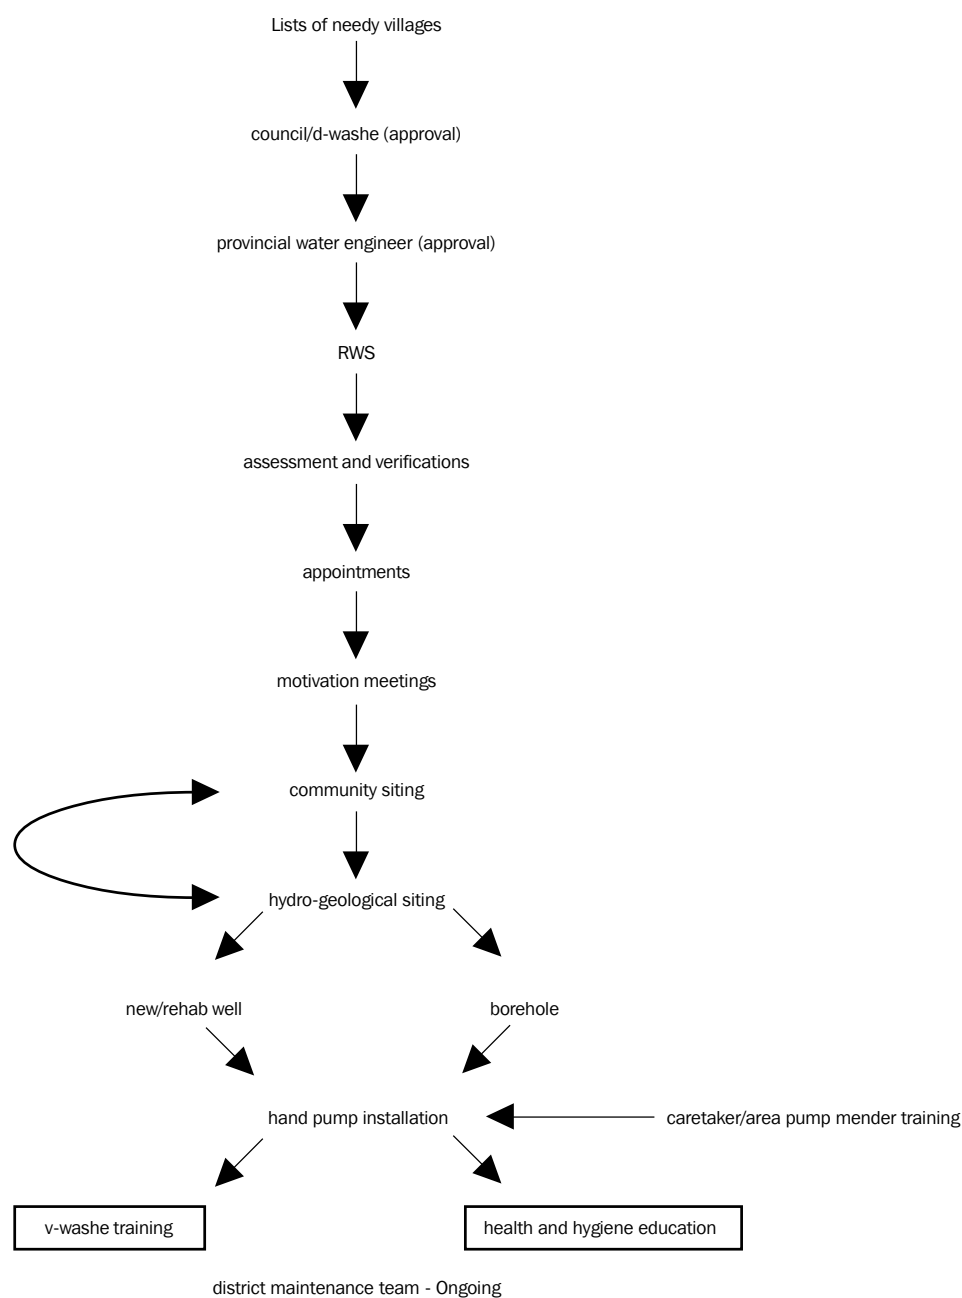 Lists of needy villages
council/d-washe (approval)
provincial water engineer (approval)
RWS
assessment and verifications
appointments
motivation meetings
community siting
hydro-geological siting
new/rehab well
borehole
hand pump installation
caretaker/area pump mender training
v-washe training
health and hygiene education
district maintenance team - Ongoing